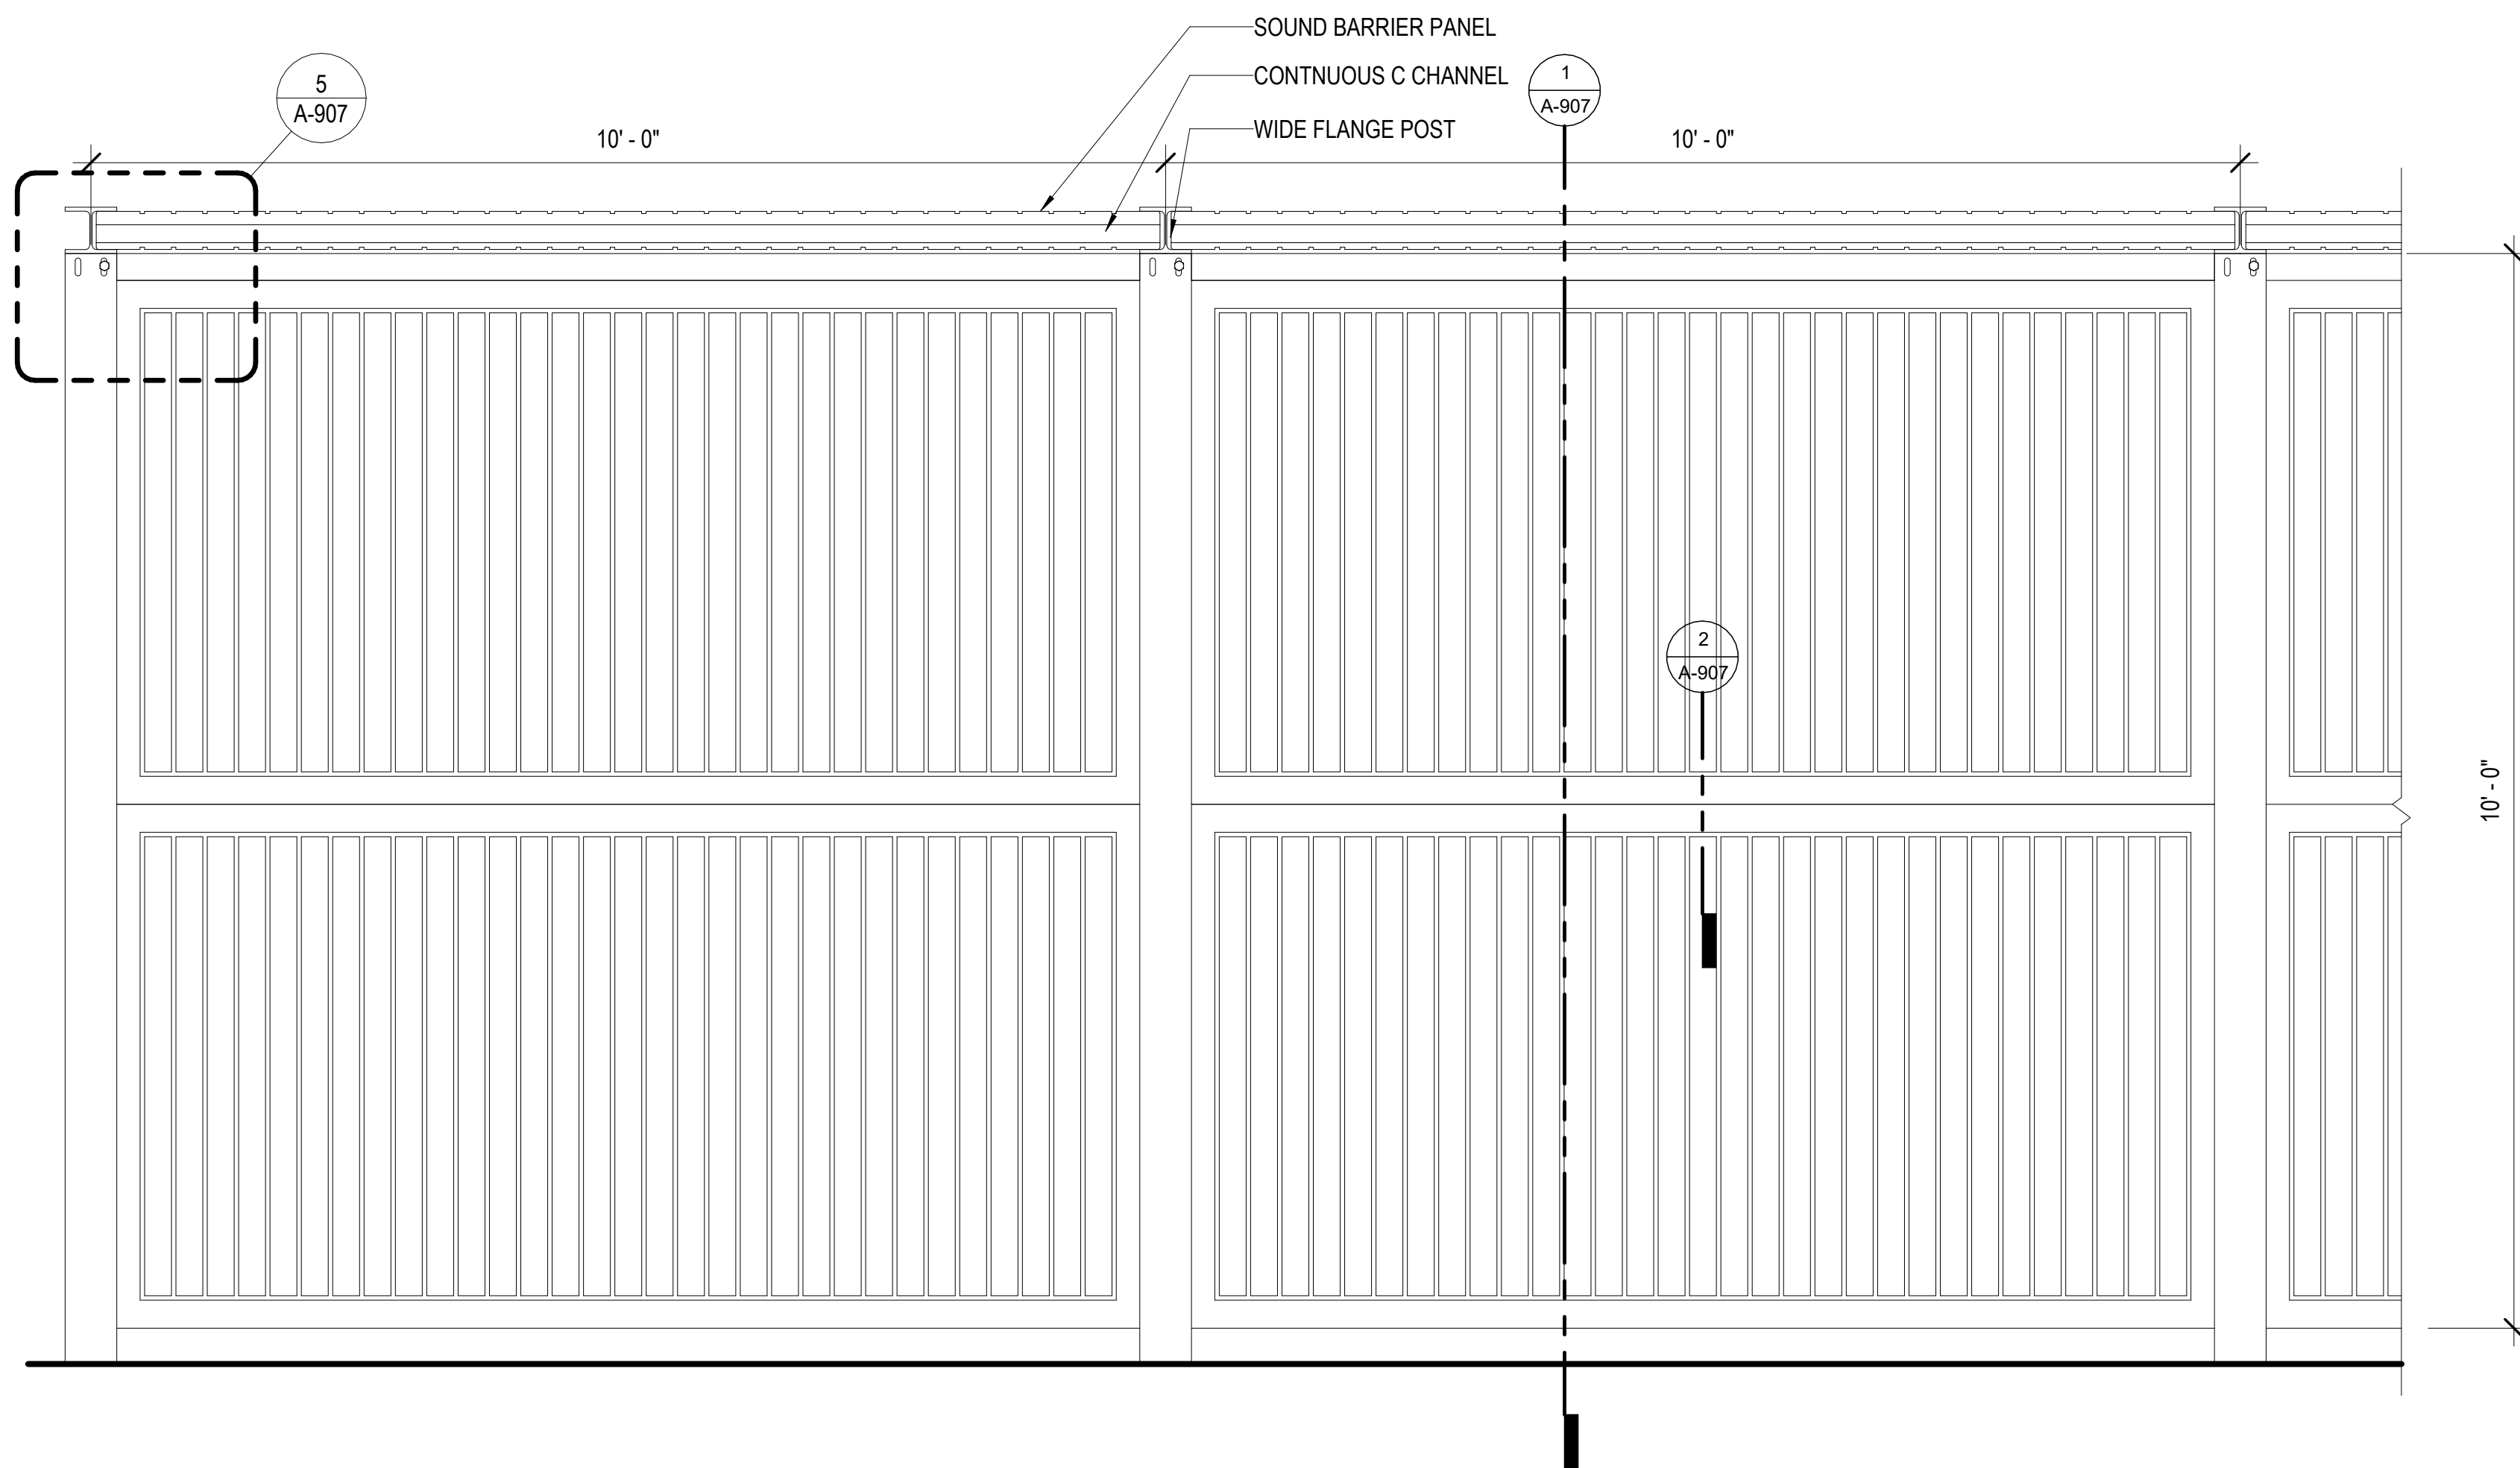 SOUND BARRIER PANEL
CONTNUOUS C CHANNEL
WIDE FLANGE POST
5
A-907
1
A-907
10' - 0"
10' - 0"
2
A-907
10' - 0"